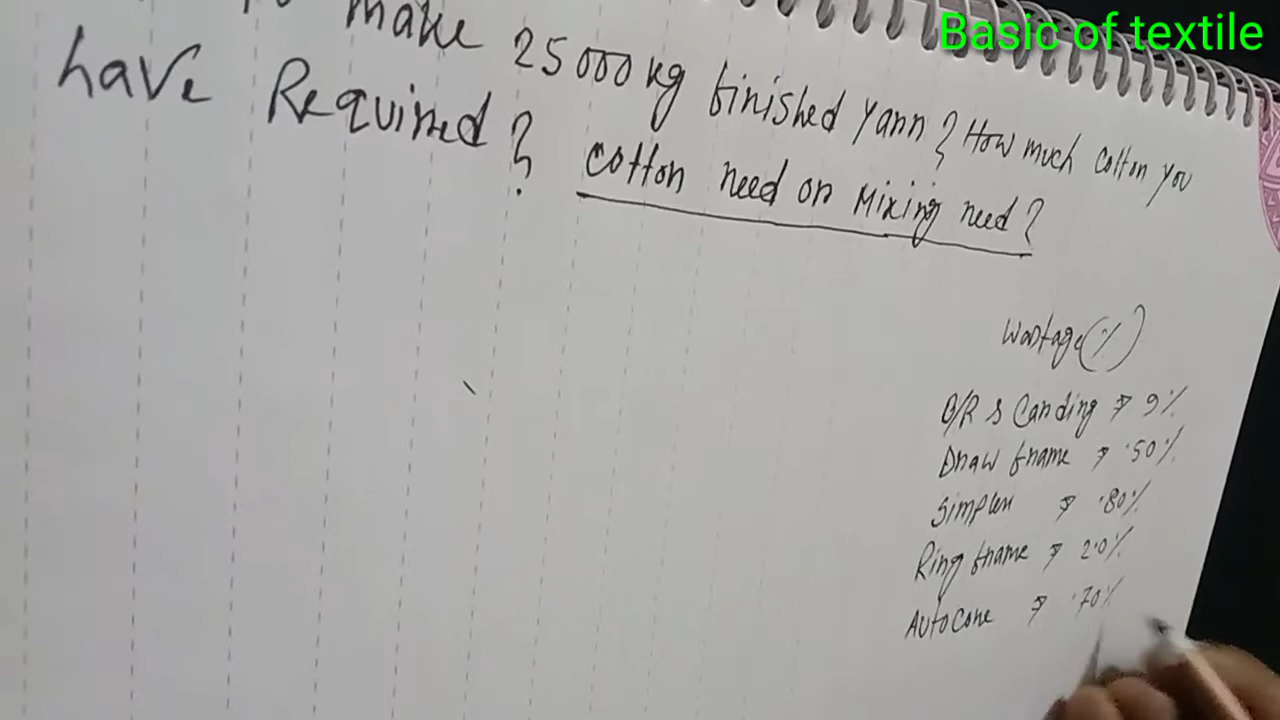 Basic of textile
make 25000 kg finished yarn? How much cotton you
have Required?
Cotton need or Mixing need?
Wastage (%)
B/R & Carding → 9%
Draw frame → .50%
Simplex → .80%
Ring frame → 2.0%
Autocone → .70%